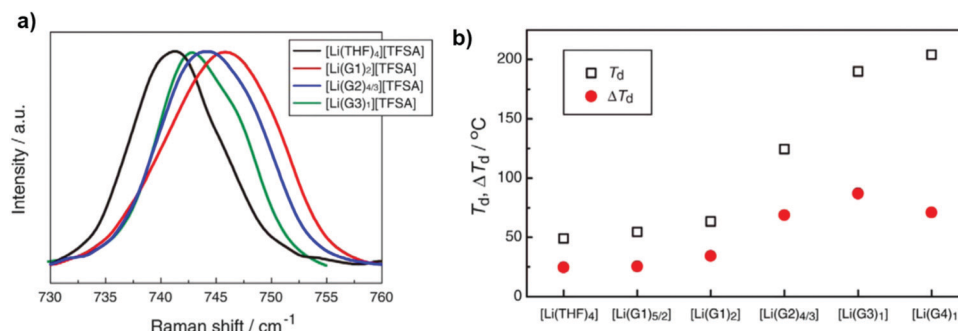 a)
[Li(THF)4][TFSA]
[Li(G1)2][TFSA]
[Li(G2)4/3][TFSA]
[Li(G3)1][TFSA]
Intensity / a.u.
730 735 740 745 750 755 760
Raman shift / cm-1
b)
Td
ΔTd
Td, ΔTd / °C
200
150
100
50
0
[Li(THF)4] [Li(G1)5/2] [Li(G1)2] [Li(G2)4/3] [Li(G3)1] [Li(G4)1]